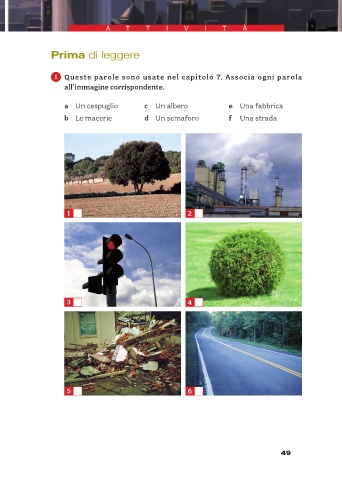 ATTIVITÀ
Prima di leggere
1 Queste parole sono usate nel capitolo 7. Associa ogni parola
all'immagine corrispondente.
a Un cespuglio c Un albero e Una fabbrica
b Le macerie d Un semaforo f Una strada
1 2
3 4
5 6
49